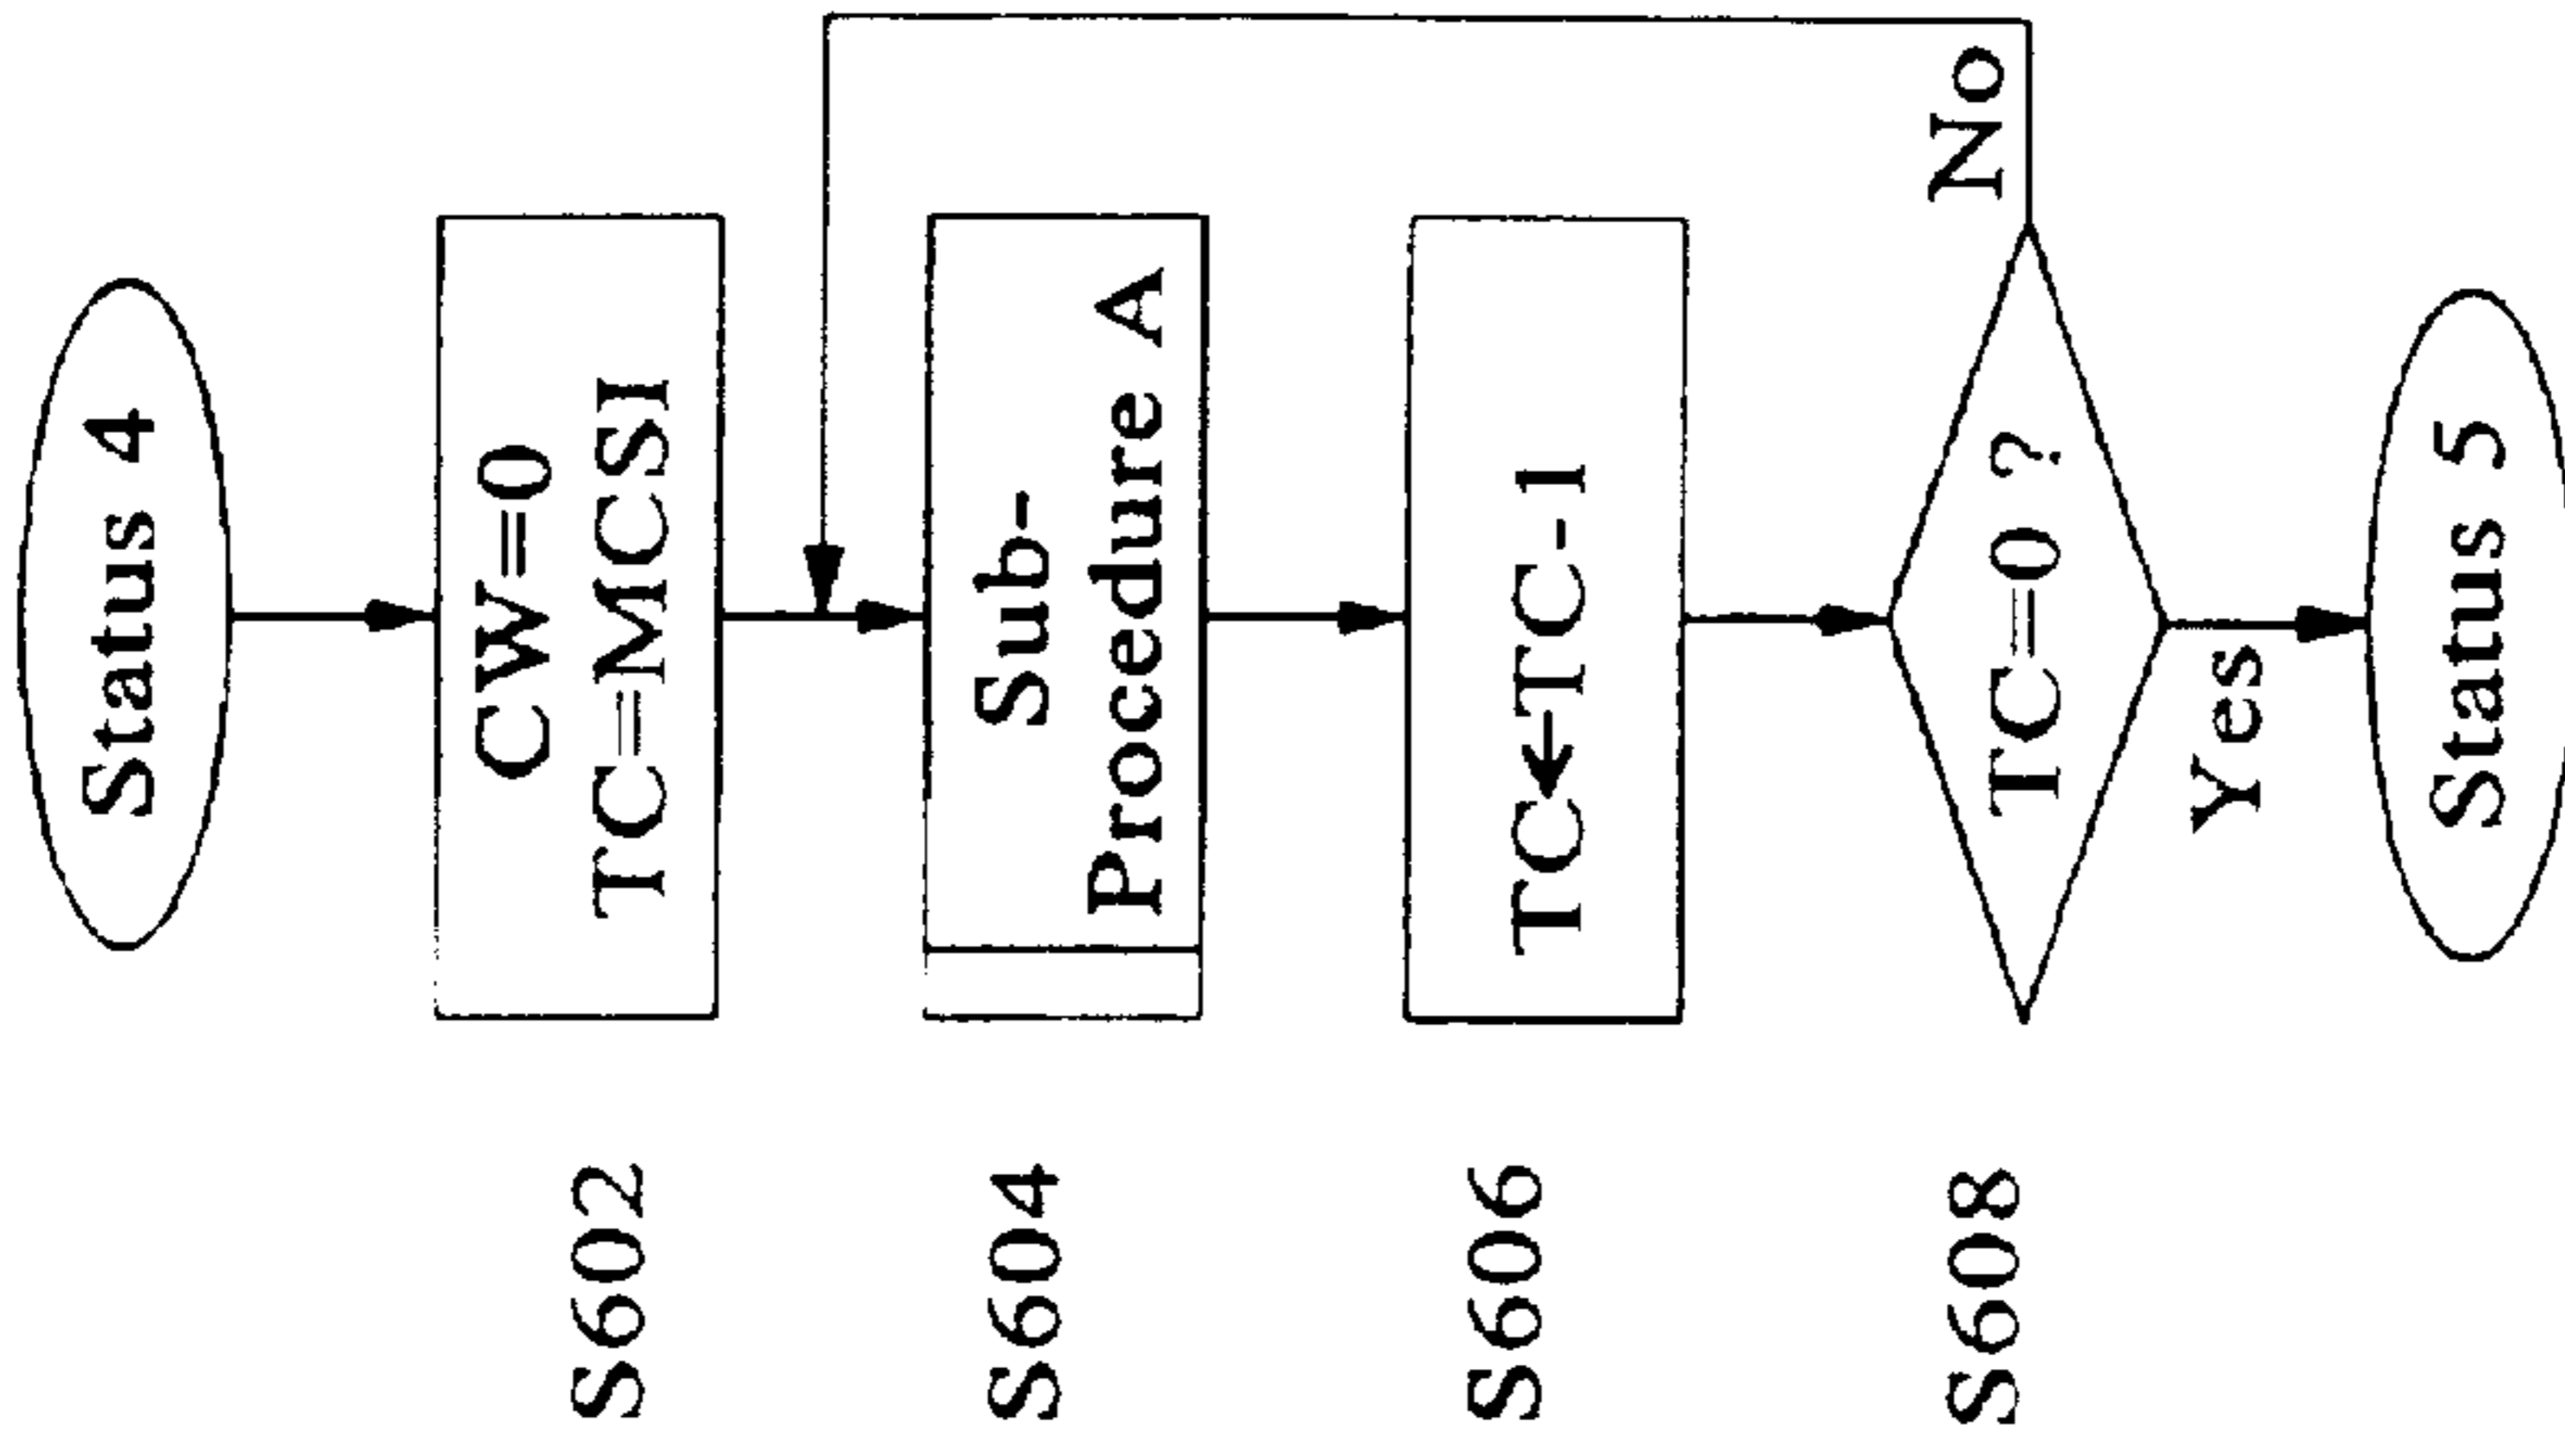 Status 4
S602
CW=0
TC=MCSI
S604
Sub-
Procedure A
S606
TC←TC-1
S608
TC=0 ?
No
Yes
Status 5